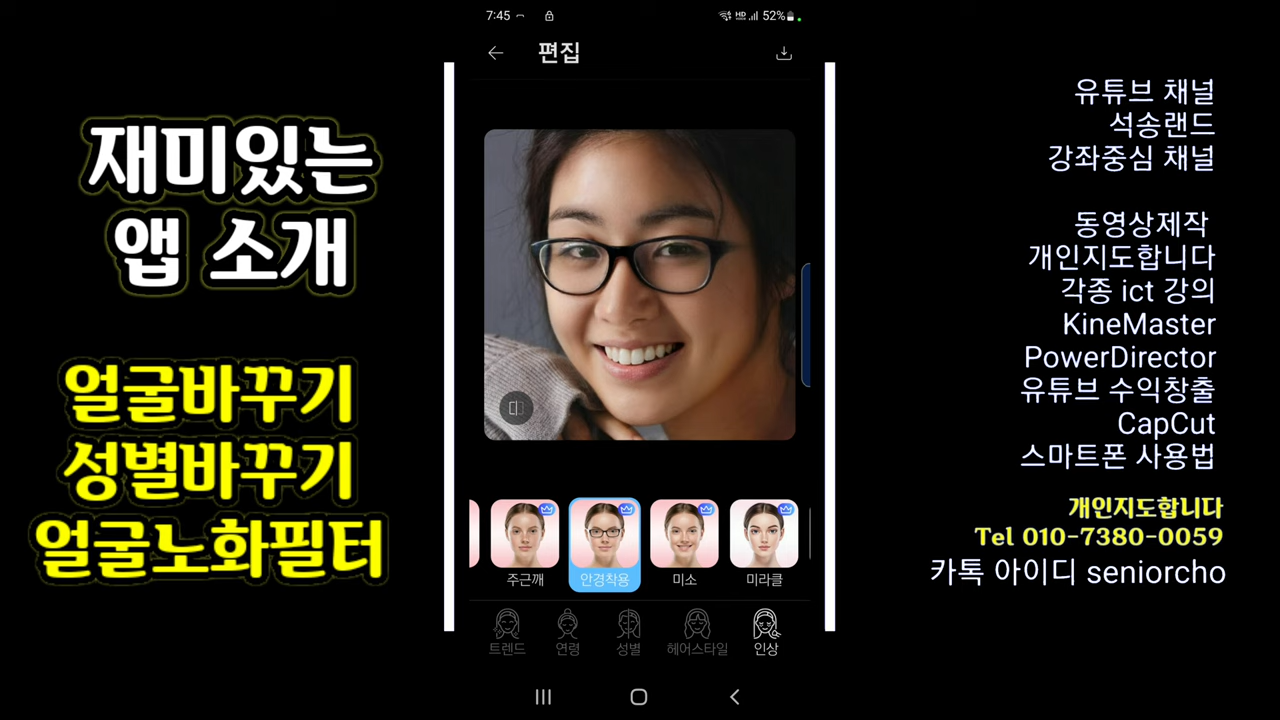 재미있는
앱 소개
얼굴바꾸기
성별바꾸기
얼굴노화필터
7:45
HD
52%
편집
주근깨
안경착용
미소
미라클
트렌드
연령
성별
헤어스타일
인상
유튜브 채널
석송랜드
강좌중심 채널
동영상제작
개인지도합니다
각종 ict 강의
KineMaster
PowerDirector
유튜브 수익창출
CapCut
스마트폰 사용법
개인지도합니다
Tel 010-7380-0059
카톡 아이디 seniorcho